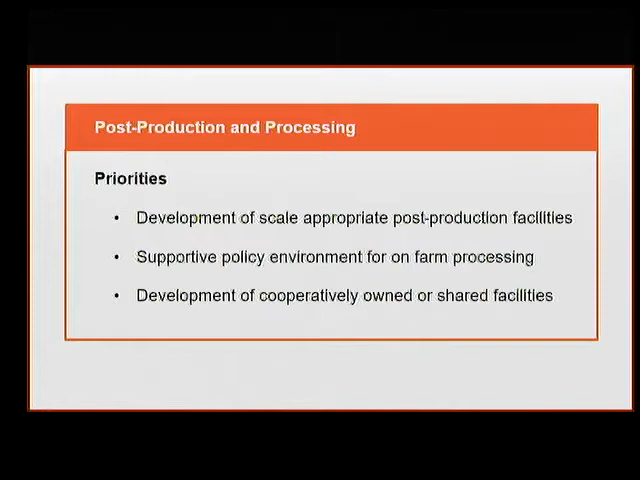 Post-Production and Processing
Priorities
• Development of scale appropriate post-production facilities
• Supportive policy environment for on farm processing
• Development of cooperatively owned or shared facilities